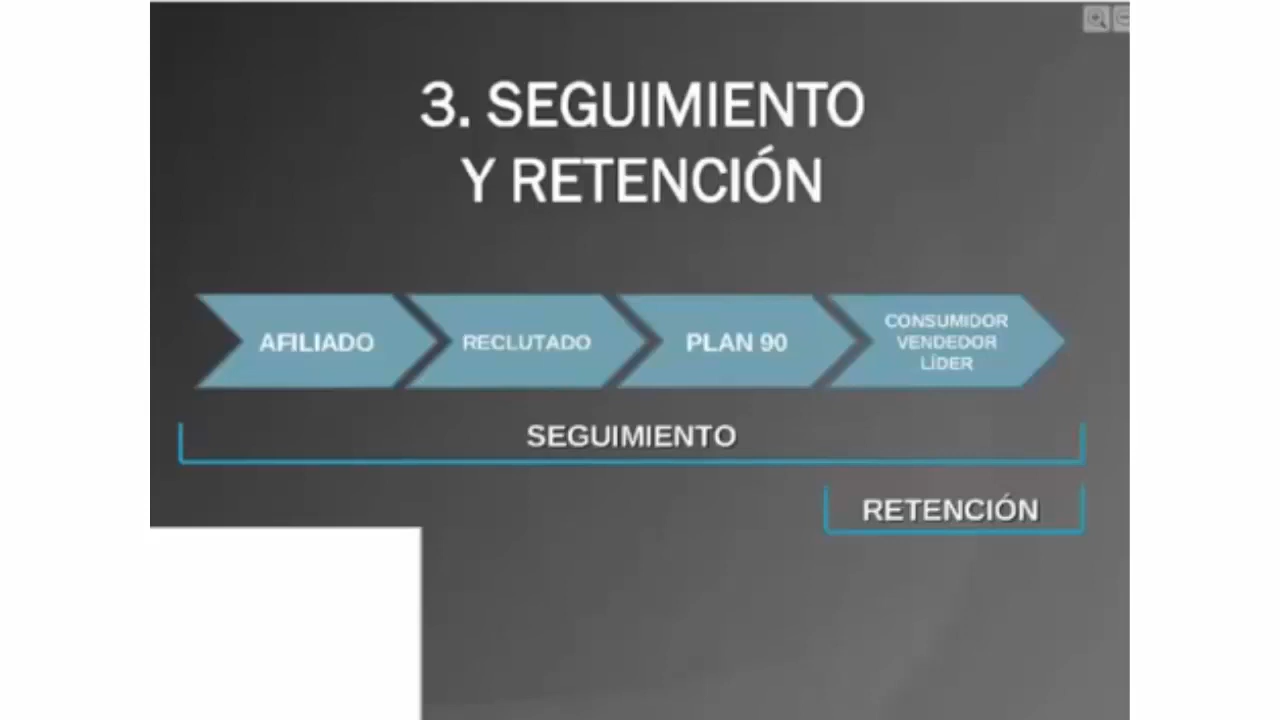 3. SEGUIMIENTO
Y RETENCIÓN
AFILIADO
RECLUTADO
PLAN 90
CONSUMIDOR
VENDEDOR
LÍDER
SEGUIMIENTO
RETENCIÓN